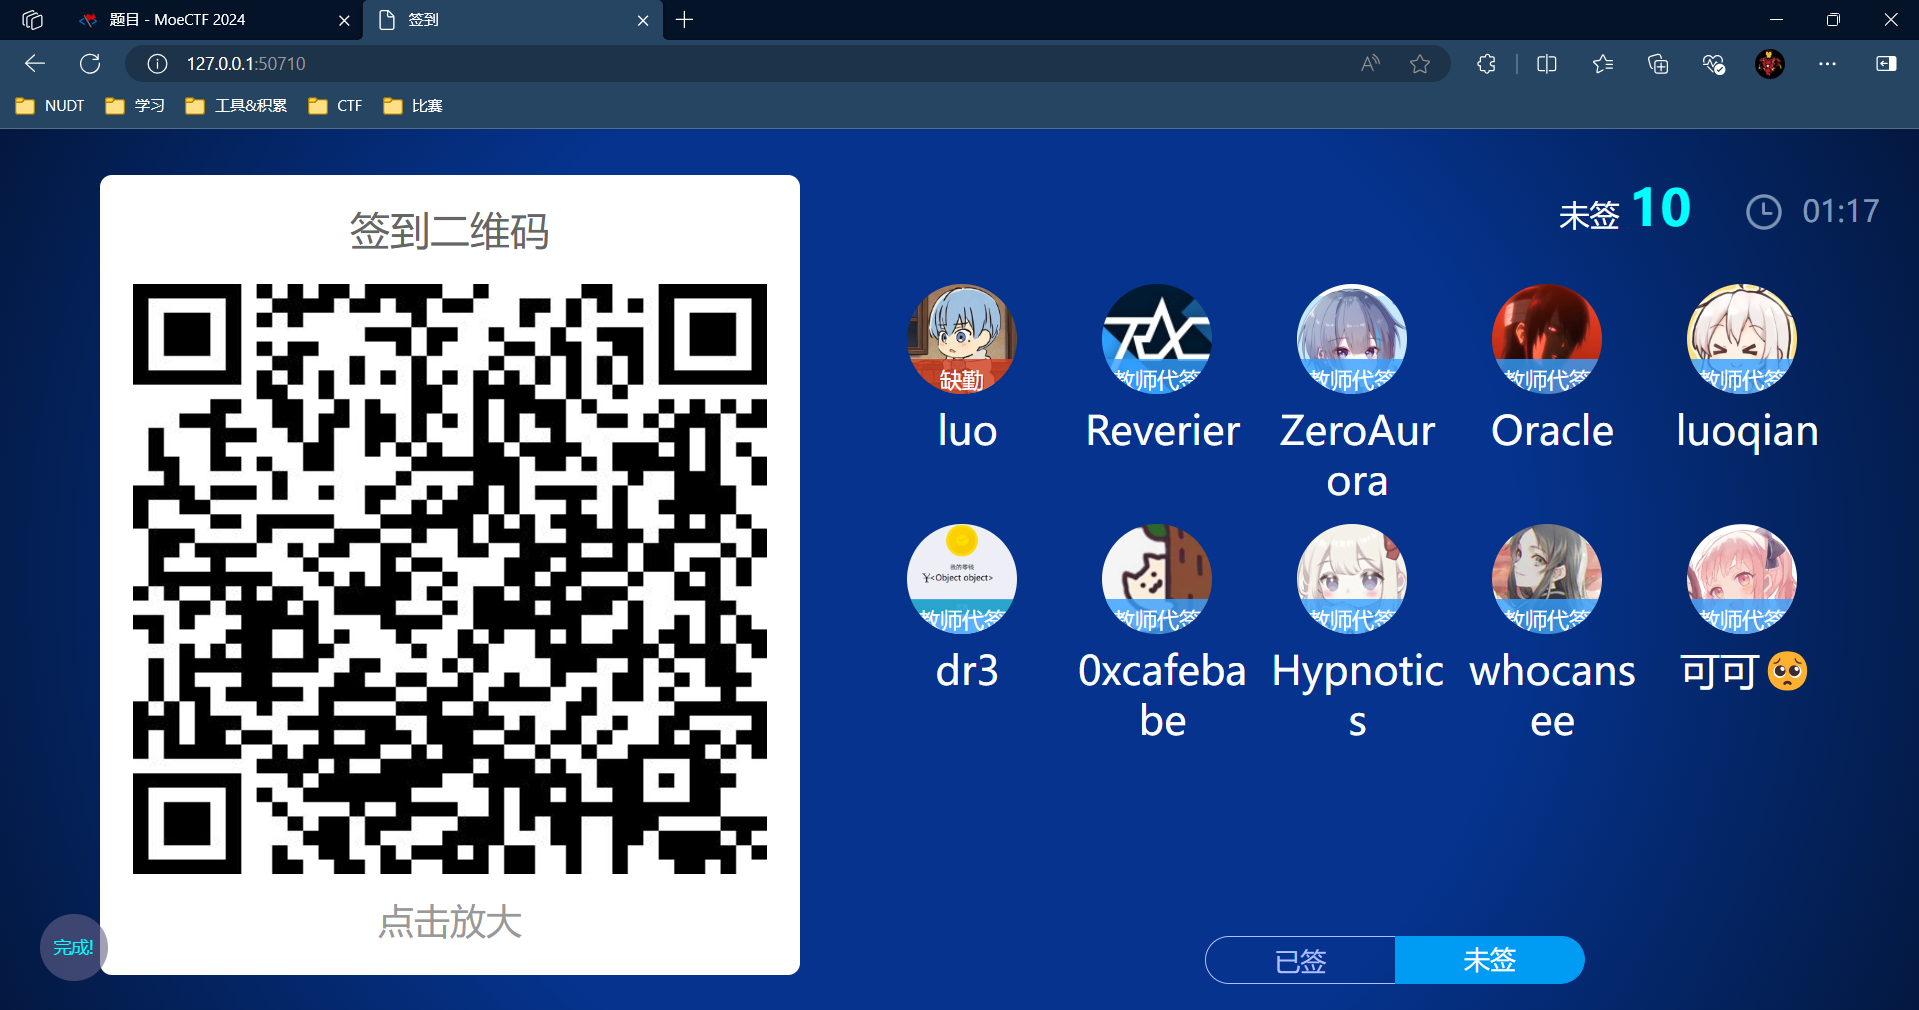 题目 - MoeCTF 2024
签到
127.0.0.1:50710
NUDT 学习 工具&积累 CTF 比赛
签到二维码
点击放大
完成!
未签 10 01:17
缺勤 教师代签 教师代签 教师代签 教师代签
luo Reverier ZeroAur Oracle luoqian
ora
我的零钱
¥<Object object>
教师代签 教师代签 教师代签 教师代签 教师代签
dr3 0xcafeba Hypnotic whocans 可可🥺
be s ee
已签 未签